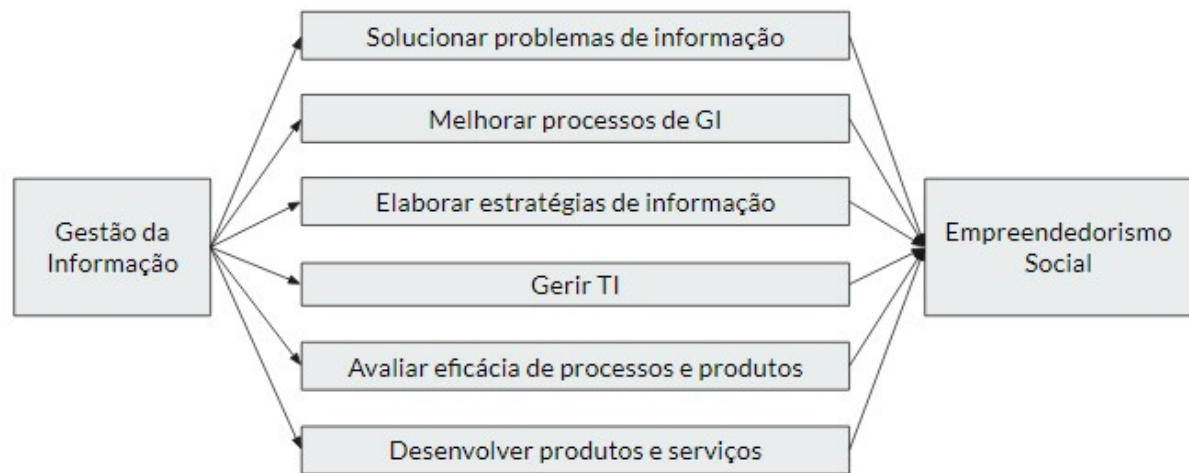 Solucionar problemas de informação
Melhorar processos de GI
Elaborar estratégias de informação
Gestão da
Informação
Empreendedorismo
Social
Gerir TI
Avaliar eficácia de processos e produtos
Desenvolver produtos e serviços